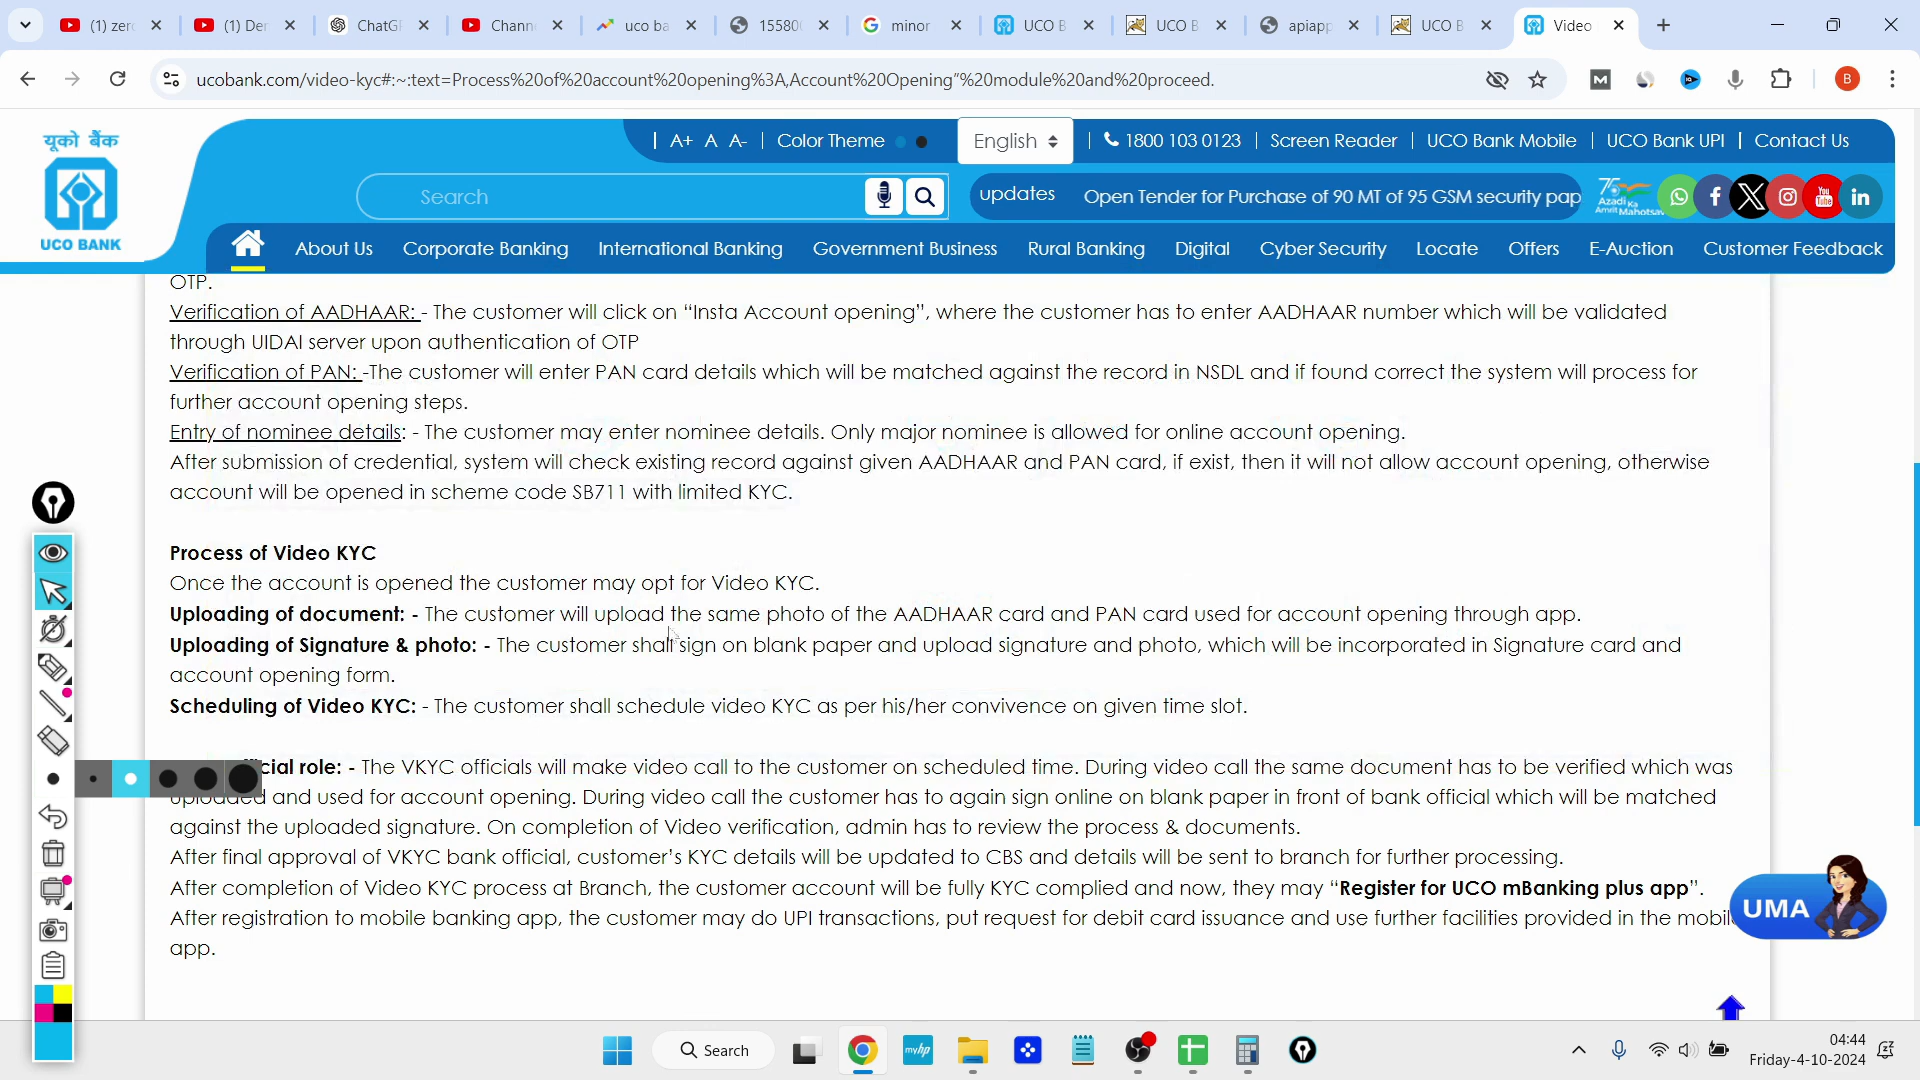 (1) zero
(1) Der
ChatG
Chann
uco ba
15580
minor
UCO B
UCO B
apiapp
UCO B
Video
ucobank.com/video-kyc#:~:text=Process%20of%20account%20opening%3A,Account%20Opening”%20module%20and%20proceed.
यूको बैंक
UCO BANK
A+ A A- Color Theme English 1800 103 0123 Screen Reader UCO Bank Mobile UCO Bank UPI Contact Us
Search
updates Open Tender for Purchase of 90 MT of 95 GSM security pap
75 Azadi Ka Amrit Mahotsav
About Us Corporate Banking International Banking Government Business Rural Banking Digital Cyber Security Locate Offers E-Auction Customer Feedback
OTP.
Verification of AADHAAR: - The customer will click on “Insta Account opening”, where the customer has to enter AADHAAR number which will be validated
through UIDAI server upon authentication of OTP
Verification of PAN: -The customer will enter PAN card details which will be matched against the record in NSDL and if found correct the system will process for
further account opening steps.
Entry of nominee details: - The customer may enter nominee details. Only major nominee is allowed for online account opening.
After submission of credential, system will check existing record against given AADHAAR and PAN card, if exist, then it will not allow account opening, otherwise
account will be opened in scheme code SB711 with limited KYC.
Process of Video KYC
Once the account is opened the customer may opt for Video KYC.
Uploading of document: - The customer will upload the same photo of the AADHAAR card and PAN card used for account opening through app.
Uploading of Signature & photo: - The customer shall sign on blank paper and upload signature and photo, which will be incorporated in Signature card and
account opening form.
Scheduling of Video KYC: - The customer shall schedule video KYC as per his/her convivence on given time slot.
cial role: - The VKYC officials will make video call to the customer on scheduled time. During video call the same document has to be verified which was
uploaded and used for account opening. During video call the customer has to again sign online on blank paper in front of bank official which will be matched
against the uploaded signature. On completion of Video verification, admin has to review the process & documents.
After final approval of VKYC bank official, customer’s KYC details will be updated to CBS and details will be sent to branch for further processing.
After completion of Video KYC process at Branch, the customer account will be fully KYC complied and now, they may “Register for UCO mBanking plus app”.
After registration to mobile banking app, the customer may do UPI transactions, put request for debit card issuance and use further facilities provided in the mobil
app.
UMA
Search
myhp
04:44
Friday-4-10-2024